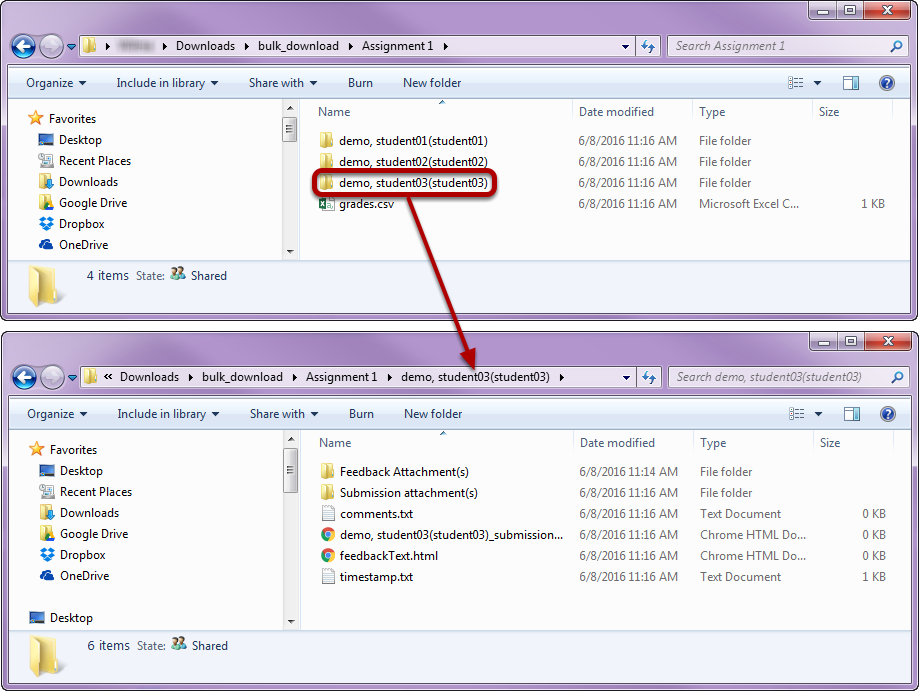 Downloads bulk_download Assignment 1
Search Assignment 1
Organize Include in library Share with Burn New folder
Favorites
Desktop
Recent Places
Downloads
Google Drive
Dropbox
OneDrive
Name Date modified Type Size
demo, student01(student01) 6/8/2016 11:16 AM File folder
demo, student02(student02) 6/8/2016 11:16 AM File folder
demo, student03(student03) 6/8/2016 11:16 AM File folder
grades.csv 6/8/2016 11:16 AM Microsoft Excel C... 1 KB
4 items State: Shared
« Downloads bulk_download Assignment 1 demo, student03(student03)
Search demo, student03(student03)
Organize Include in library Share with Burn New folder
Favorites
Desktop
Recent Places
Downloads
Google Drive
Dropbox
OneDrive
Desktop
Name Date modified Type Size
Feedback Attachment(s) 6/8/2016 11:14 AM File folder
Submission attachment(s) 6/8/2016 11:16 AM File folder
comments.txt 6/8/2016 11:16 AM Text Document 0 KB
demo, student03(student03)_submission... 6/8/2016 11:16 AM Chrome HTML Do... 0 KB
feedbackText.html 6/8/2016 11:16 AM Chrome HTML Do... 0 KB
timestamp.txt 6/8/2016 11:16 AM Text Document 1 KB
6 items State: Shared